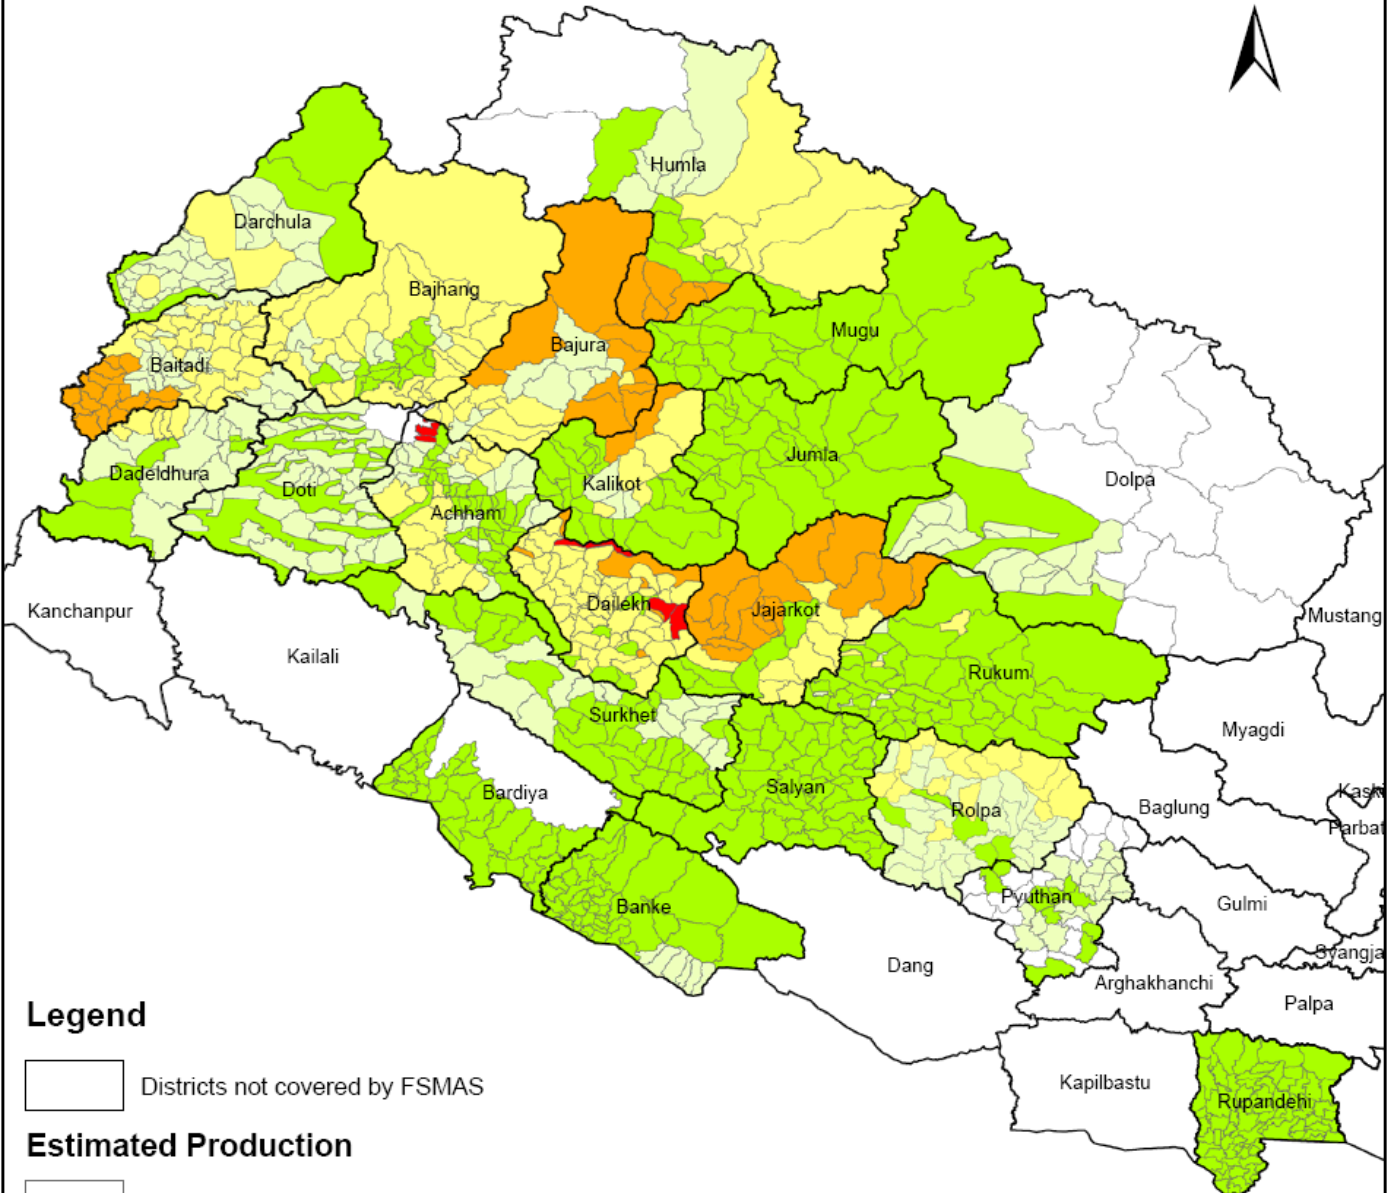 Humla
Darchula
Bajhang
Mugu
Bajura
Baitadi
Jumla
Dadeldhura
Doti
Kalikot
Dolpa
Achham
Dailekh
Jajarkot
Kanchanpur
Mustang
Kailali
Rukum
Surkhet
Myagdi
Salyan
Bardiya
Kaski
Rolpa
Baglung
Parbat
Pyuthan
Gulmi
Banke
Syangja
Dang
Arghakhanchi
Palpa
Legend
Kapilbastu
Districts not covered by FSMAS
Rupandehi
Estimated Production